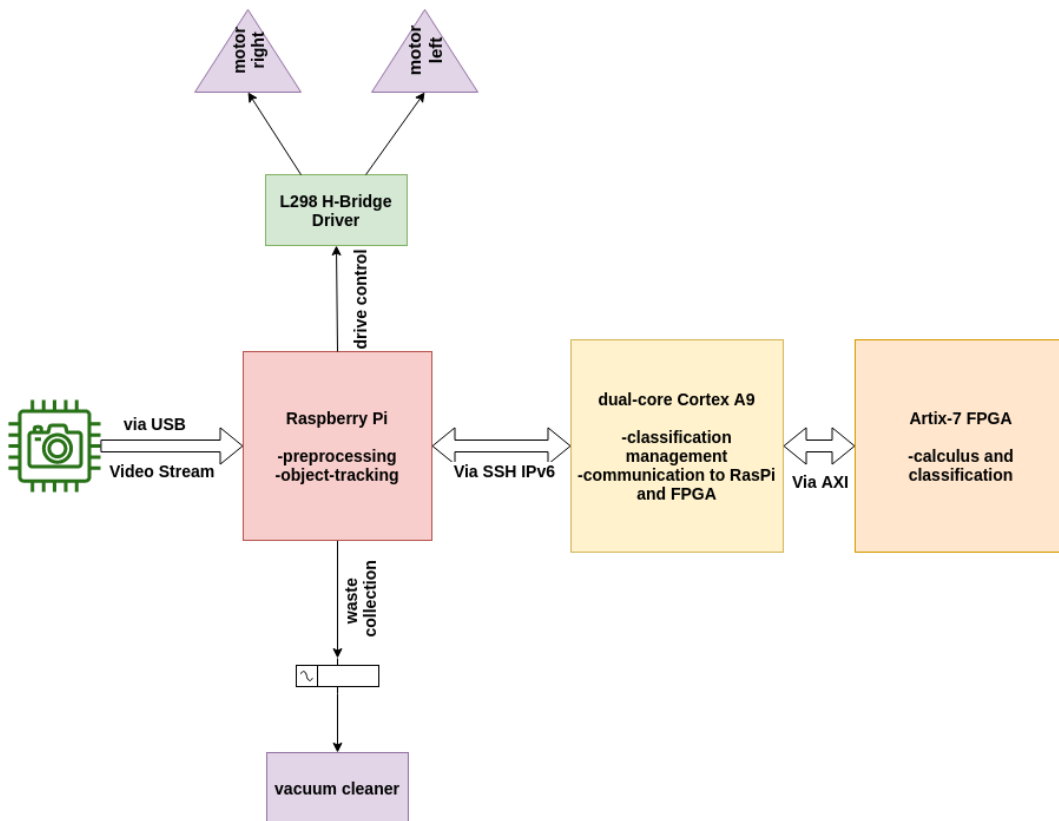 motor
right
motor
left
L298 H-Bridge
Driver
drive control
via USB
Video Stream
Raspberry Pi
-preprocessing
-object-tracking
Via SSH IPv6
dual-core Cortex A9
-classification
management
-communication to RasPi
and FPGA
Via AXI
Artix-7 FPGA
-calculus and
classification
waste
collection
vacuum cleaner